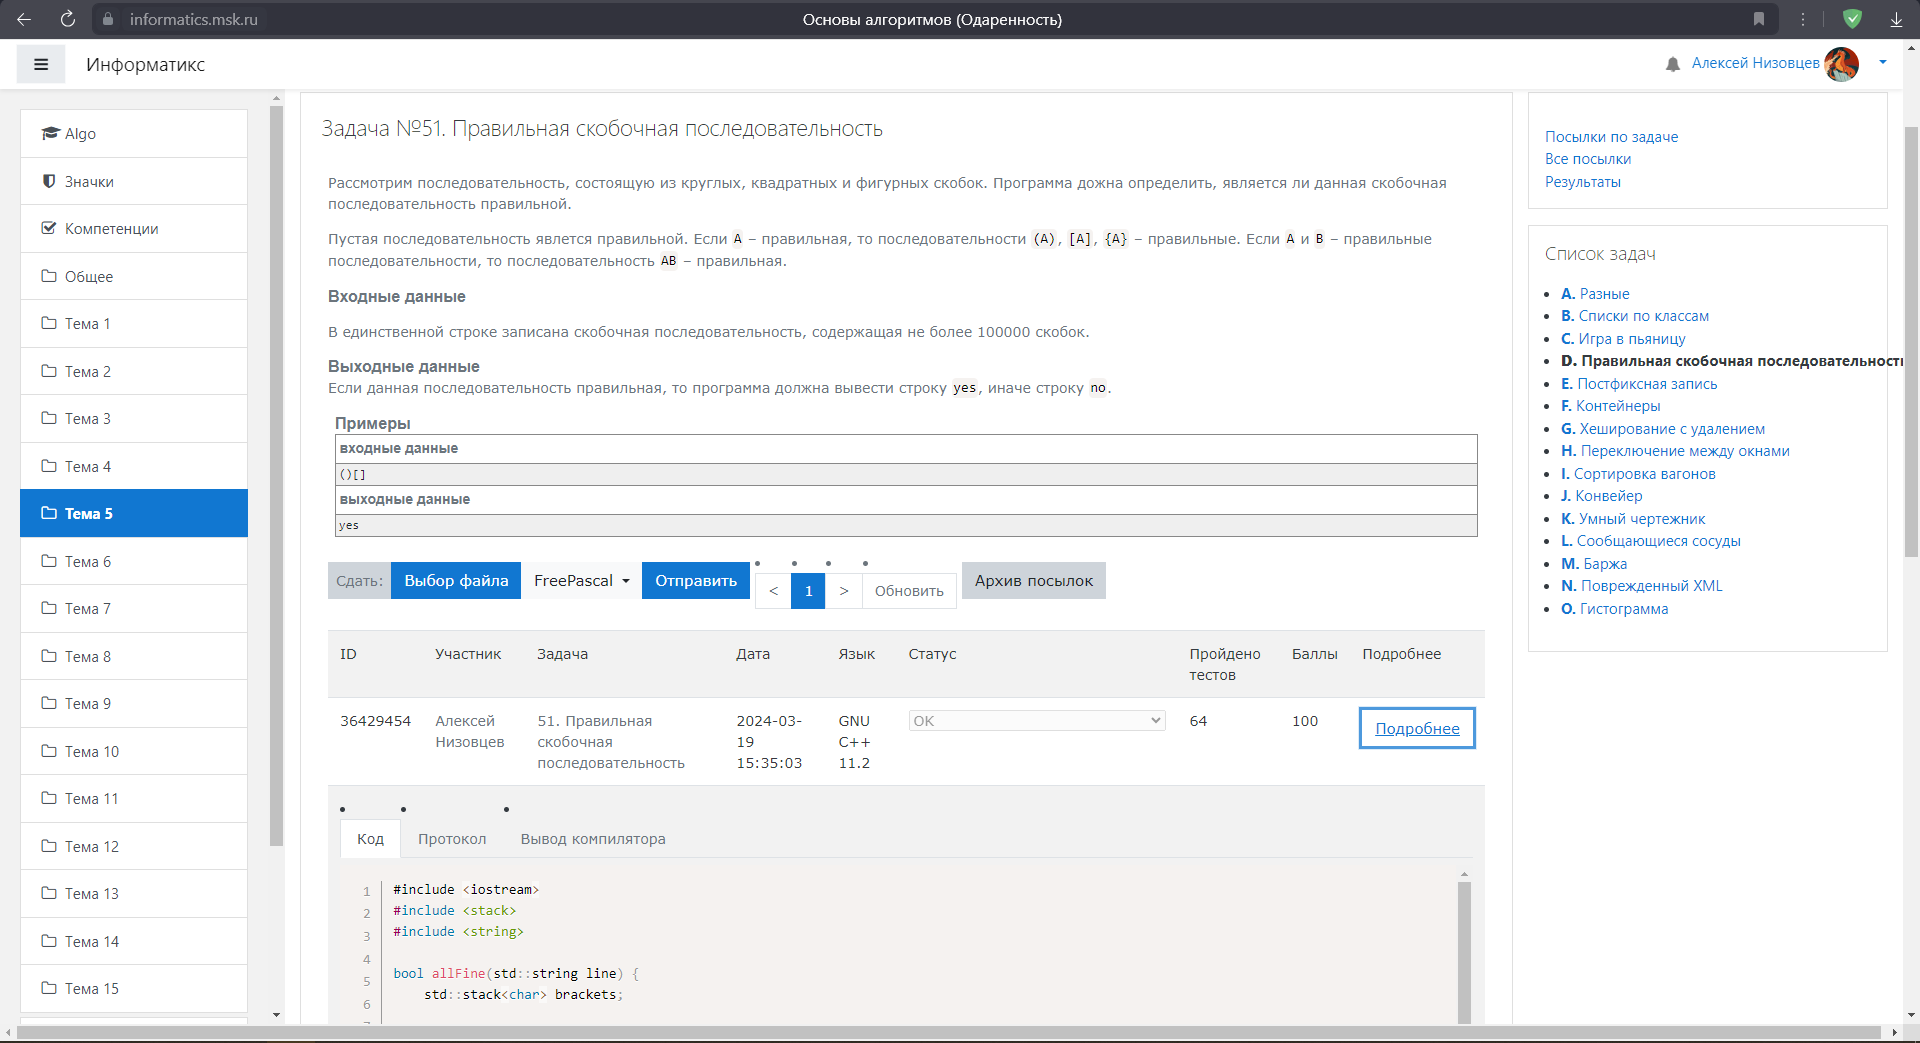 informatics.msk.ru
Основы алгоритмов (Одаренность)
Информатикс
Алексей Низовцев
Algo
Значки
Компетенции
Общее
Тема 1
Тема 2
Тема 3
Тема 4
Тема 5
Тема 6
Тема 7
Тема 8
Тема 9
Тема 10
Тема 11
Тема 12
Тема 13
Тема 14
Тема 15
Задача №51. Правильная скобочная последовательность
Рассмотрим последовательность, состоящую из круглых, квадратных и фигурных скобок. Программа дожна определить, является ли данная скобочная
последовательность правильной.
Пустая последовательность явлется правильной. Если A – правильная, то последовательности (A), [A], {A} – правильные. Если A и B – правильные
последовательности, то последовательность AB – правильная.
Входные данные
В единственной строке записана скобочная последовательность, содержащая не более 100000 скобок.
Выходные данные
Если данная последовательность правильная, то программа должна вывести строку yes, иначе строку no.
Примеры
входные данные
()[]
выходные данные
yes
Сдать: Выбор файла FreePascal Отправить < 1 > Обновить Архив посылок
ID Участник Задача Дата Язык Статус Пройдено тестов Баллы Подробнее
36429454 Алексей Низовцев 51. Правильная скобочная последовательность 2024-03-19 15:35:03 GNU C++ 11.2 OK 64 100 Подробнее
Код Протокол Вывод компилятора
1 #include <iostream>
2 #include <stack>
3 #include <string>
4
5 bool allFine(std::string line) {
6 std::stack<char> brackets;
Посылки по задаче
Все посылки
Результаты
Список задач
A. Разные
B. Списки по классам
C. Игра в пьяницу
D. Правильная скобочная последовательность
E. Постфиксная запись
F. Контейнеры
G. Хеширование с удалением
H. Переключение между окнами
I. Сортировка вагонов
J. Конвейер
K. Умный чертежник
L. Сообщающиеся сосуды
M. Баржа
N. Поврежденный XML
O. Гистограмма